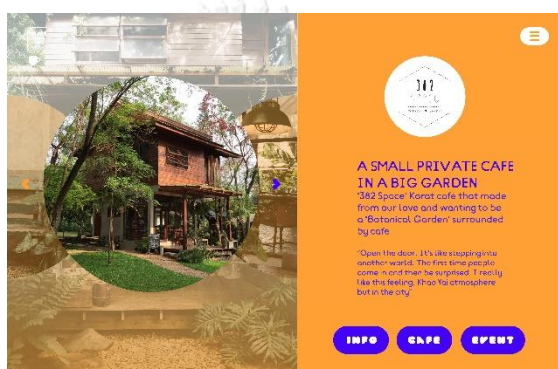 382
A SMALL PRIVATE CAFE
IN A BIG GARDEN
"382 Space" Korat cafe that made
from our love and wanting to be
a "Botanical Garden" surrounded
by cafe
"Open the door. It's like stepping into
another world. The first time people
come in and then be surprised. I really
like this feeling. Khao Yai atmosphere
but in the city"
INFO
CAFE
EVENT